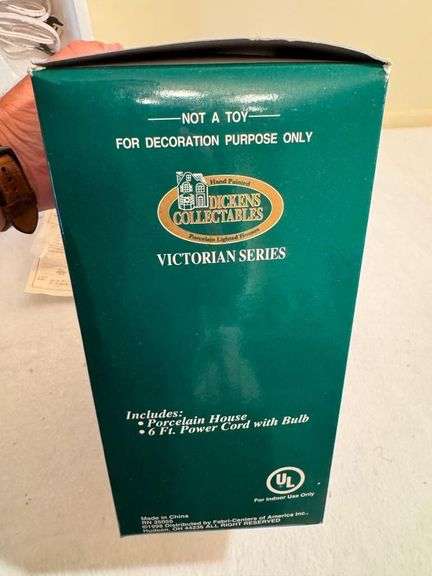 NOT A TOY
FOR DECORATION PURPOSE ONLY
Hand Painted
DICKENS
COLLECTABLES
Porcelain Lighted Houses
VICTORIAN SERIES
Includes:
• Porcelain House
• 6 Ft. Power Cord with Bulb
UL
For Indoor Use Only
Made in China
RN 35005
©1998 Distributed by Fabri-Centers of America Inc.,
Hudson, OH 44236 ALL RIGHT RESERVED